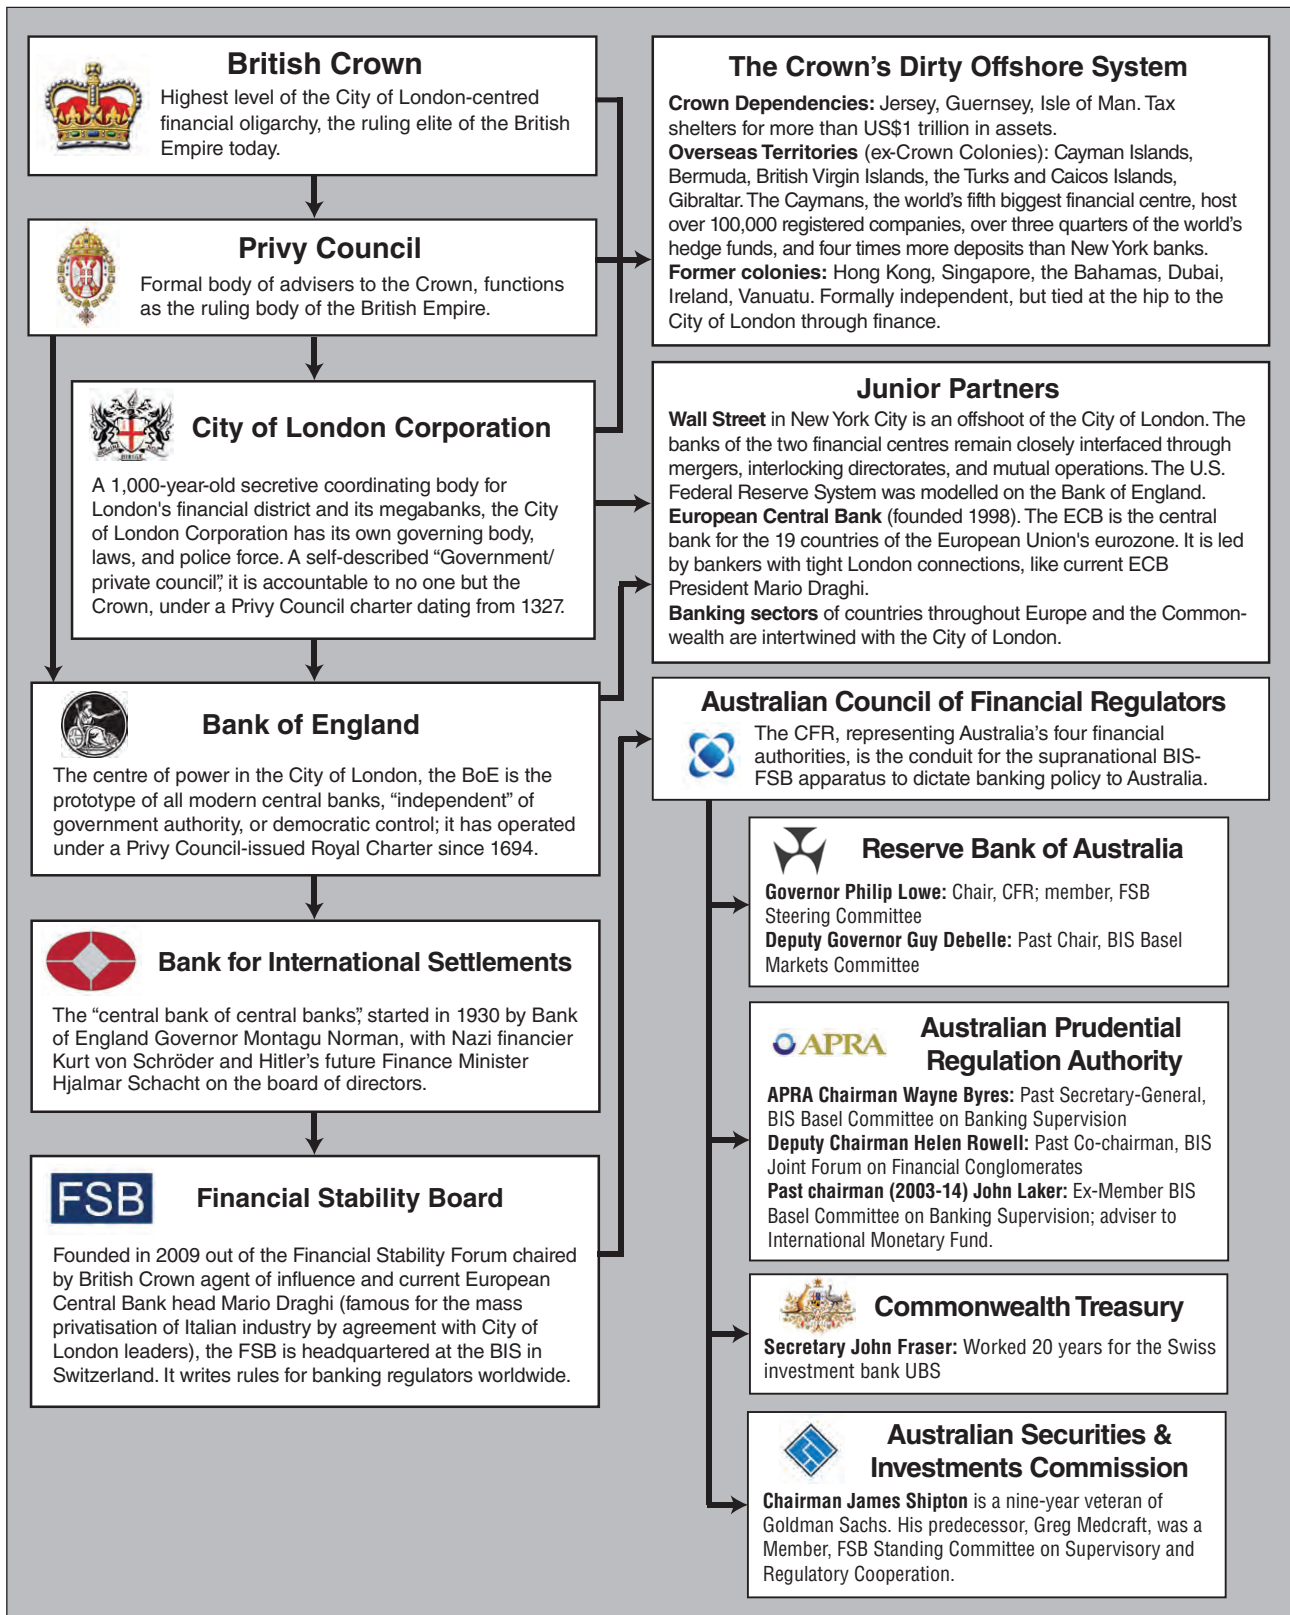 British Crown
Highest level of the City of London-centred
financial oligarchy, the ruling elite of the British
Empire today.
Privy Council
Formal body of advisers to the Crown, functions
as the ruling body of the British Empire.
City of London Corporation
A 1,000-year-old secretive coordinating body for
London's financial district and its megabanks, the City
of London Corporation has its own governing body,
laws, and police force. A self-described “Government/
private council”, it is accountable to no one but the
Crown, under a Privy Council charter dating from 1327.
Bank of England
The centre of power in the City of London, the BoE is the
prototype of all modern central banks, “independent” of
government authority, or democratic control; it has operated
under a Privy Council-issued Royal Charter since 1694.
Bank for International Settlements
The “central bank of central banks”, started in 1930 by Bank
of England Governor Montagu Norman, with Nazi financier
Kurt von Schröder and Hitler’s future Finance Minister
Hjalmar Schacht on the board of directors.
FSB
Financial Stability Board
Founded in 2009 out of the Financial Stability Forum chaired
by British Crown agent of influence and current European
Central Bank head Mario Draghi (famous for the mass
privatisation of Italian industry by agreement with City of
London leaders), the FSB is headquartered at the BIS in
Switzerland. It writes rules for banking regulators worldwide.
The Crown’s Dirty Offshore System
Crown Dependencies: Jersey, Guernsey, Isle of Man. Tax
shelters for more than US$1 trillion in assets.
Overseas Territories (ex-Crown Colonies): Cayman Islands,
Bermuda, British Virgin Islands, the Turks and Caicos Islands,
Gibraltar. The Caymans, the world’s fifth biggest financial centre, host
over 100,000 registered companies, over three quarters of the world’s
hedge funds, and four times more deposits than New York banks.
Former colonies: Hong Kong, Singapore, the Bahamas, Dubai,
Ireland, Vanuatu. Formally independent, but tied at the hip to the
City of London through finance.
Junior Partners
Wall Street in New York City is an offshoot of the City of London. The
banks of the two financial centres remain closely interfaced through
mergers, interlocking directorates, and mutual operations. The U.S.
Federal Reserve System was modelled on the Bank of England.
European Central Bank (founded 1998). The ECB is the central
bank for the 19 countries of the European Union's eurozone. It is led
by bankers with tight London connections, like current ECB
President Mario Draghi.
Banking sectors of countries throughout Europe and the Common-
wealth are intertwined with the City of London.
Australian Council of Financial Regulators
The CFR, representing Australia’s four financial
authorities, is the conduit for the supranational BIS-
FSB apparatus to dictate banking policy to Australia.
Reserve Bank of Australia
Governor Philip Lowe: Chair, CFR; member, FSB
Steering Committee
Deputy Governor Guy Debelle: Past Chair, BIS Basel
Markets Committee
APRA
Australian Prudential
Regulation Authority
APRA Chairman Wayne Byres: Past Secretary-General,
BIS Basel Committee on Banking Supervision
Deputy Chairman Helen Rowell: Past Co-chairman, BIS
Joint Forum on Financial Conglomerates
Past chairman (2003-14) John Laker: Ex-Member BIS
Basel Committee on Banking Supervision; adviser to
International Monetary Fund.
Commonwealth Treasury
Secretary John Fraser: Worked 20 years for the Swiss
investment bank UBS
Australian Securities &
Investments Commission
Chairman James Shipton is a nine-year veteran of
Goldman Sachs. His predecessor, Greg Medcraft, was a
Member, FSB Standing Committee on Supervisory and
Regulatory Cooperation.